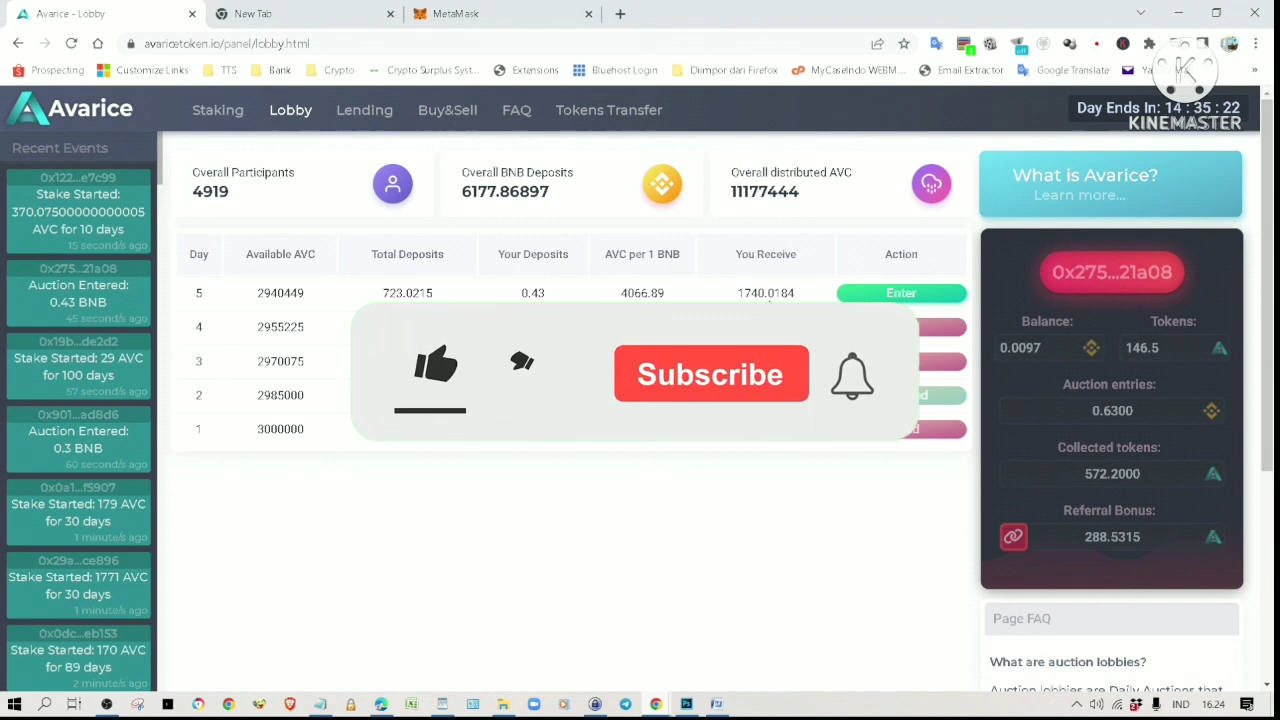 Avarice - Lobby
New Tab
MetaMask
avaricetoken.io/panel/lobby.html
Prospecting
Customize Links
TTS
Bank
Crypto
Crypto Surplus Syst...
Extensions
Bluehost Login
Diimpor dari Firefox
MyCaseIndo WEBM...
Email Extractor
Google Translate
K
KINEMASTER
Avarice
Staking
Lobby
Lending
Buy&Sell
FAQ
Tokens Transfer
Day Ends In: 14 : 35 : 22
Recent Events
0x122...e7c99
Stake Started:
370.07500000000005
AVC for 10 days
15 second/s ago
0x275...21a08
Auction Entered:
0.43 BNB
45 second/s ago
0x19b...de2d2
Stake Started: 29 AVC
for 100 days
57 second/s ago
0x901...ad8d6
Auction Entered:
0.3 BNB
60 second/s ago
0x0a1...f5907
Stake Started: 179 AVC
for 30 days
1 minute/s ago
0x29a...ce896
Stake Started: 1771 AVC
for 30 days
1 minute/s ago
0x0dc...eb153
Stake Started: 170 AVC
for 89 days
2 minute/s ago
Overall Participants
4919
Overall BNB Deposits
6177.86897
Overall distributed AVC
11177444
Day Available AVC Total Deposits Your Deposits AVC per 1 BNB You Receive Action
5 2940449 723.0215 0.43 4066.89 1740.0184 Enter
4 2955225
3 2970075
2 2985000
1 3000000
Subscribe
What is Avarice?
Learn more...
0x275...21a08
Balance: Tokens:
0.0097 146.5
Auction entries:
0.6300
Collected tokens:
572.2000
Referral Bonus:
288.5315
Page FAQ
What are auction lobbies?
Auction lobbies are Daily Auctions that
IND
16.24